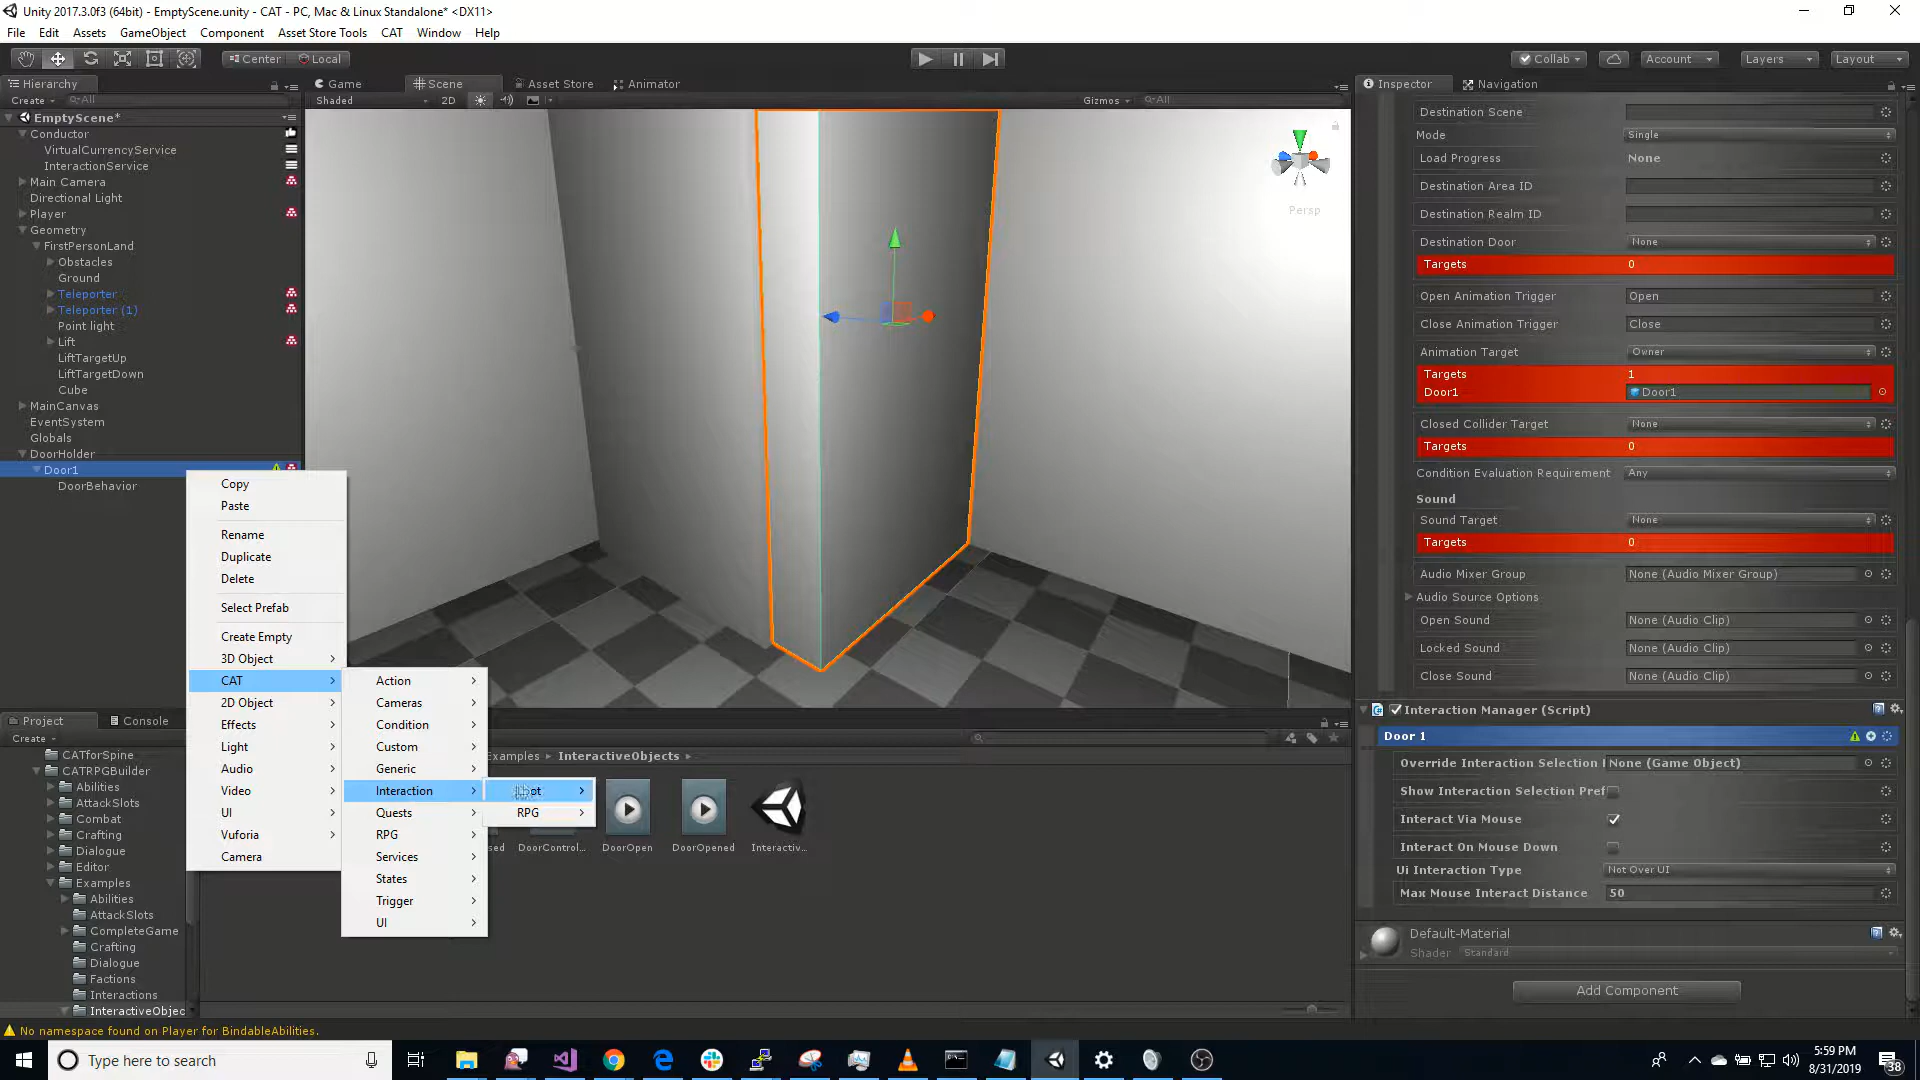 Unity 2017.3.0f3 (64bit) - EmptyScene.unity - CAT - PC, Mac & Linux Standalone* <DX11>
File Edit Assets GameObject Component Asset Store Tools CAT Window Help
Center Local Collab Account Layers Layout
Hierarchy
Create All
EmptyScene*
Conductor
VirtualCurrencyService
InteractionService
Main Camera
Directional Light
Player
Geometry
FirstPersonLand
Obstacles
Ground
Teleporter
Teleporter (1)
Point light
Lift
LiftTargetUp
LiftTargetDown
Cube
MainCanvas
EventSystem
Globals
DoorHolder
Door1
DoorBehavior
Game Scene Asset Store Animator
Shaded 2D Gizmos All
Persp
Copy
Paste
Rename
Duplicate
Delete
Select Prefab
Create Empty
3D Object
CAT
2D Object
Effects
Light
Audio
Video
UI
Vuforia
Camera
Action
Cameras
Condition
Custom
Generic
Interaction
Quests
RPG
Services
States
Trigger
UI
RPG
Project Console
Create
CATforSpine
CATRPGBuilder
Abilities
AttackSlots
Combat
Crafting
Dialogue
Editor
Examples
Abilities
AttackSlots
CompleteGame
Crafting
Dialogue
Factions
Interactions
InteractiveObjec
InteractiveObjects
DoorControl...
DoorOpen
DoorOpened
Interactiv...
Inspector Navigation
Destination Scene
Mode Single
Load Progress None
Destination Area ID
Destination Realm ID
Destination Door None
Targets 0
Open Animation Trigger Open
Close Animation Trigger Close
Animation Target Owner
Targets 1
Door1 Door1
Closed Collider Target None
Targets 0
Condition Evaluation Requirement Any
Sound
Sound Target None
Targets 0
Audio Mixer Group None (Audio Mixer Group)
Audio Source Options
Open Sound None (Audio Clip)
Locked Sound None (Audio Clip)
Close Sound None (Audio Clip)
Interaction Manager (Script)
Door 1
Override Interaction Selection None (Game Object)
Show Interaction Selection Pref
Interact Via Mouse
Interact On Mouse Down
Ui Interaction Type Not Over UI
Max Mouse Interact Distance 50
Default-Material
Shader Standard
Add Component
No namespace found on Player for BindableAbilities.
Type here to search
5:59 PM
8/31/2019
38